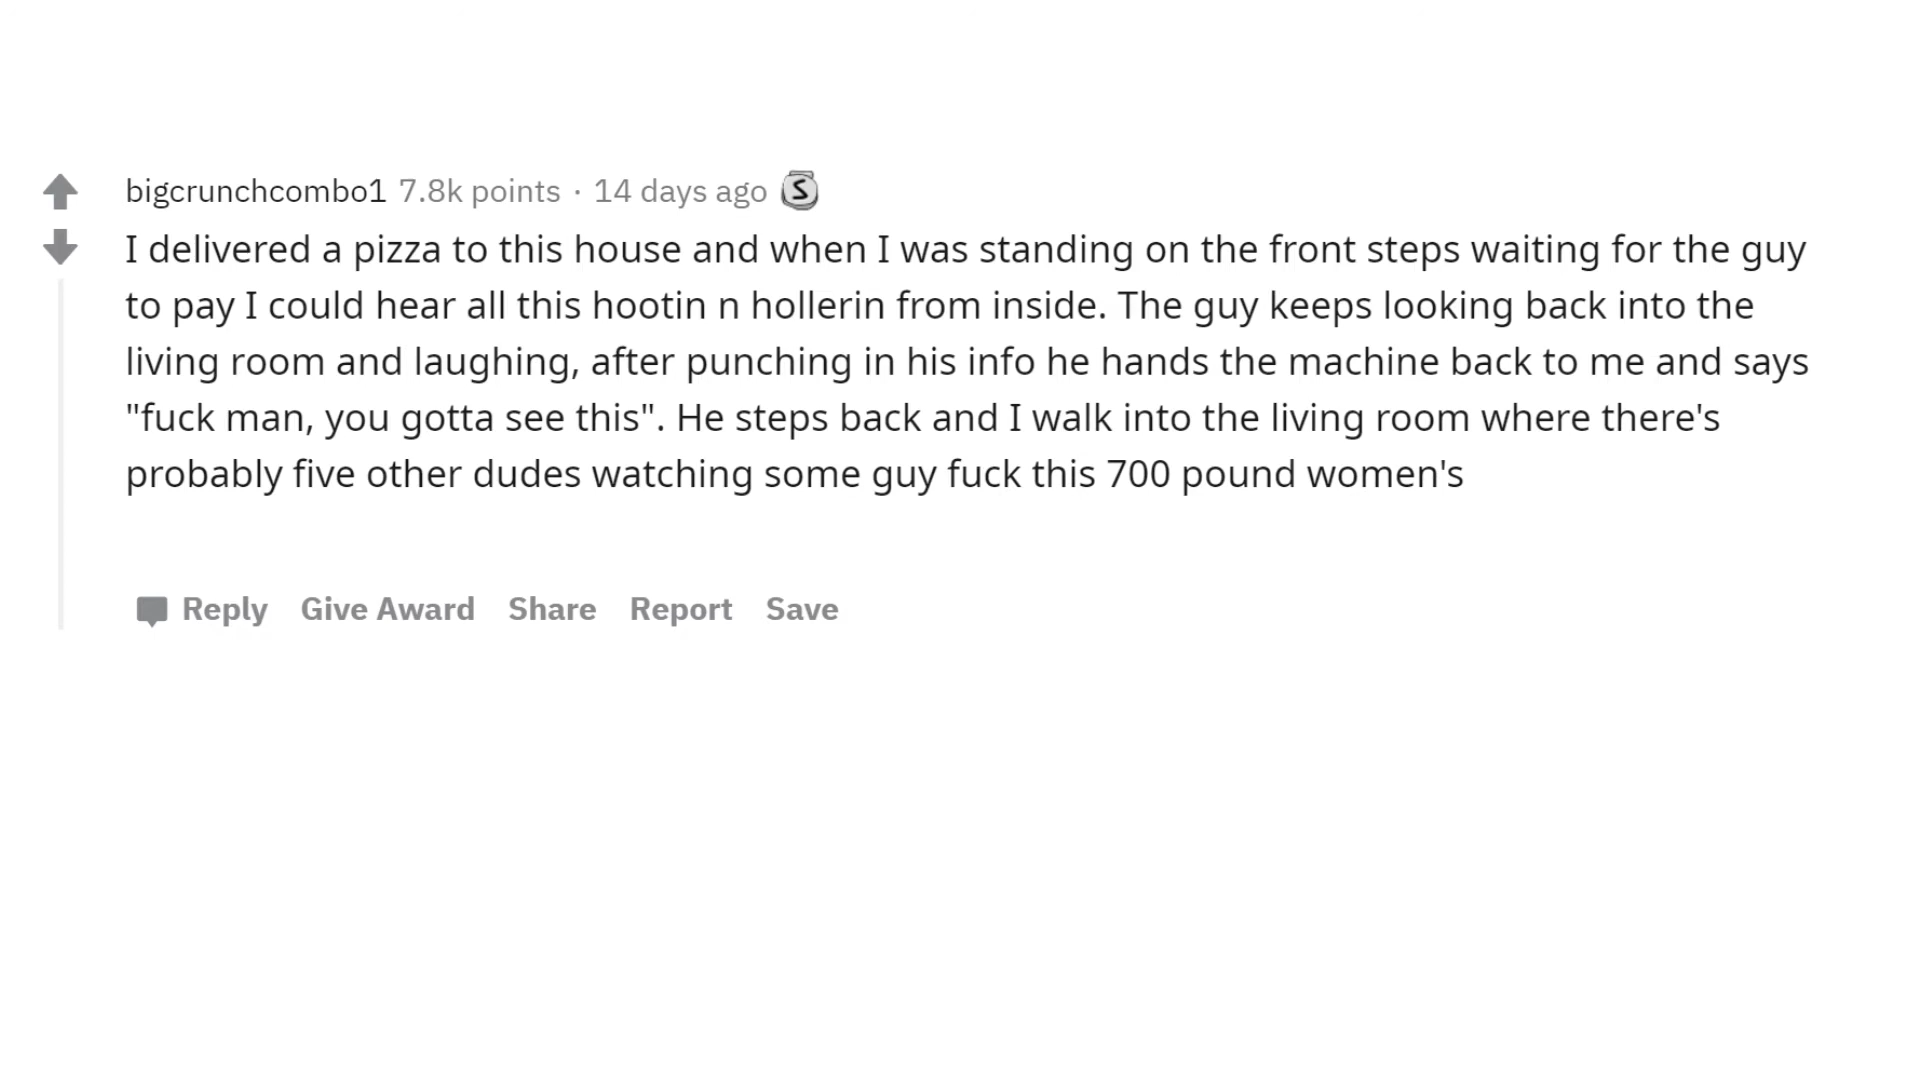 bigcrunchcombo1 7.8k points · 14 days ago S
I delivered a pizza to this house and when I was standing on the front steps waiting for the guy
to pay I could hear all this hootin n hollerin from inside. The guy keeps looking back into the
living room and laughing, after punching in his info he hands the machine back to me and says
"fuck man, you gotta see this". He steps back and I walk into the living room where there's
probably five other dudes watching some guy fuck this 700 pound women's
Reply Give Award Share Report Save